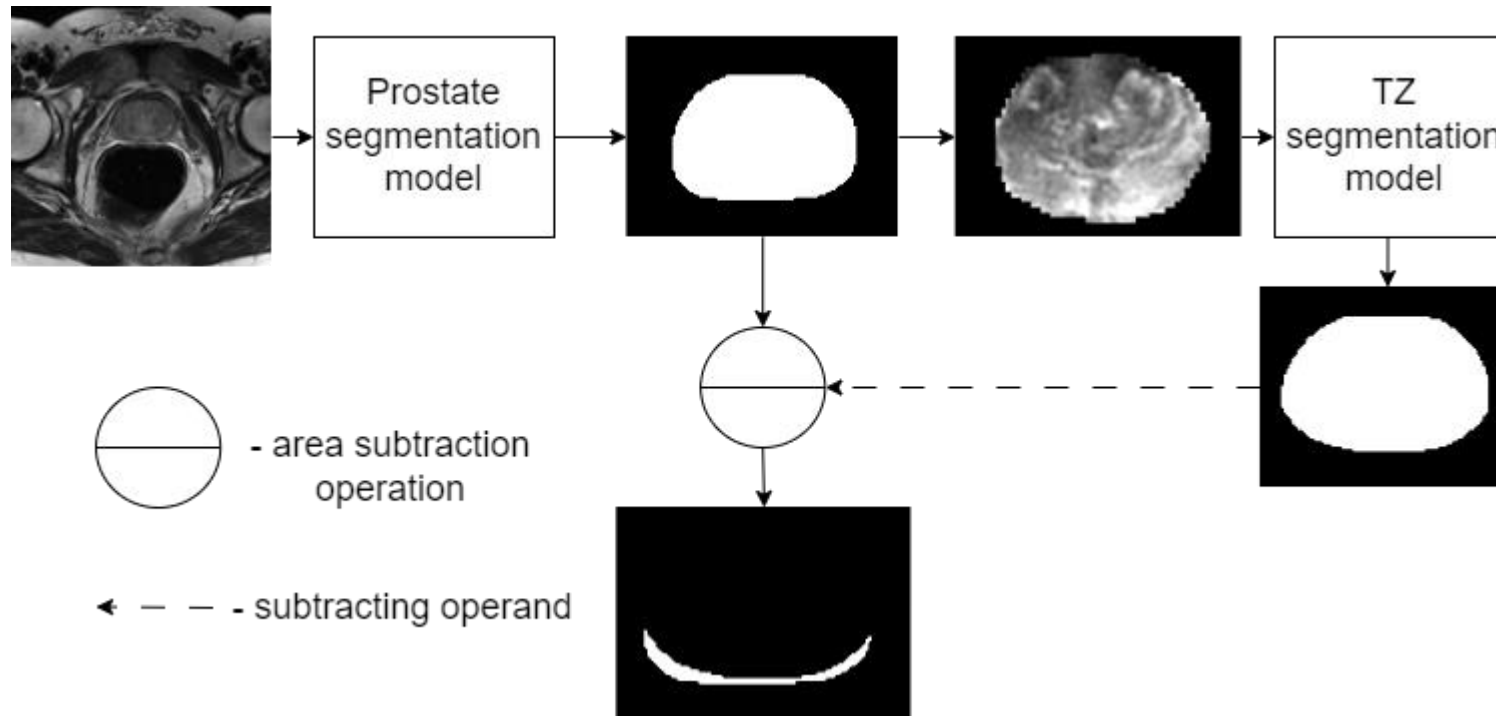 Prostate
segmentation
model
TZ
segmentation
model
- area subtraction
operation
- subtracting operand